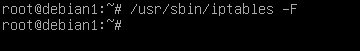 root@debian1:~# /usr/sbin/iptables -F
root@debian1:~#